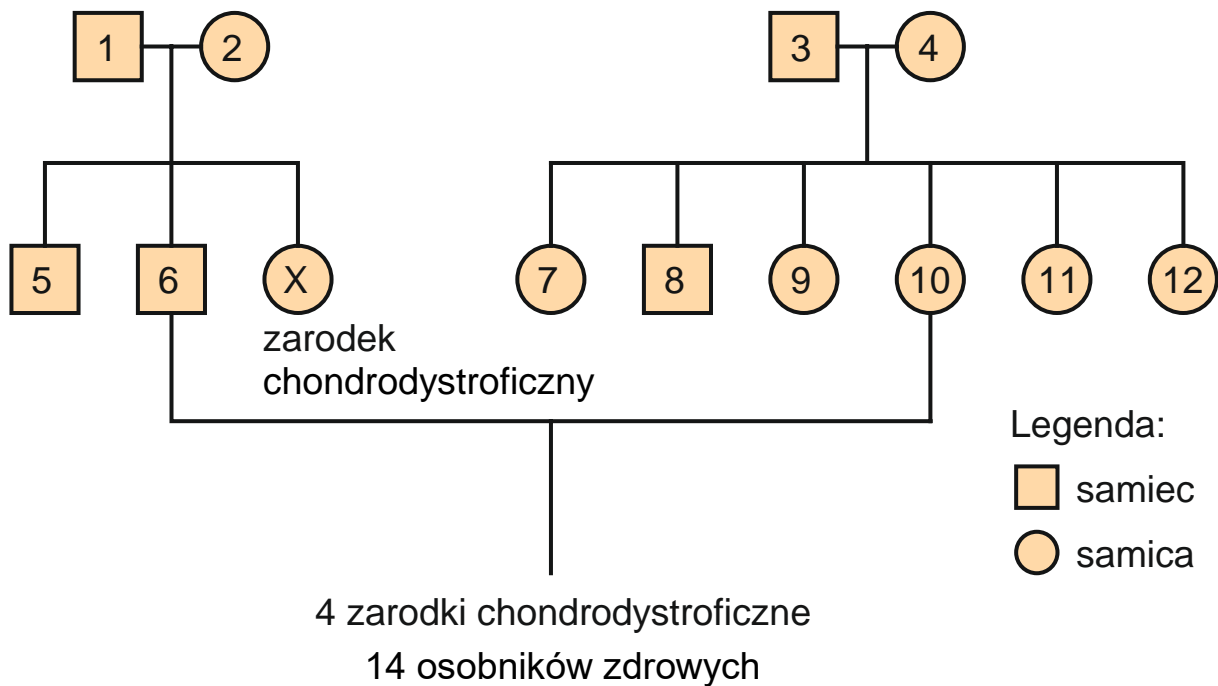 1 2 3 4
5 6 X 7 8 9 10 11 12
zarodek
chondrodystroficzny
Legenda:
samiec
samica
4 zarodki chondrodystroficzne
14 osobników zdrowych